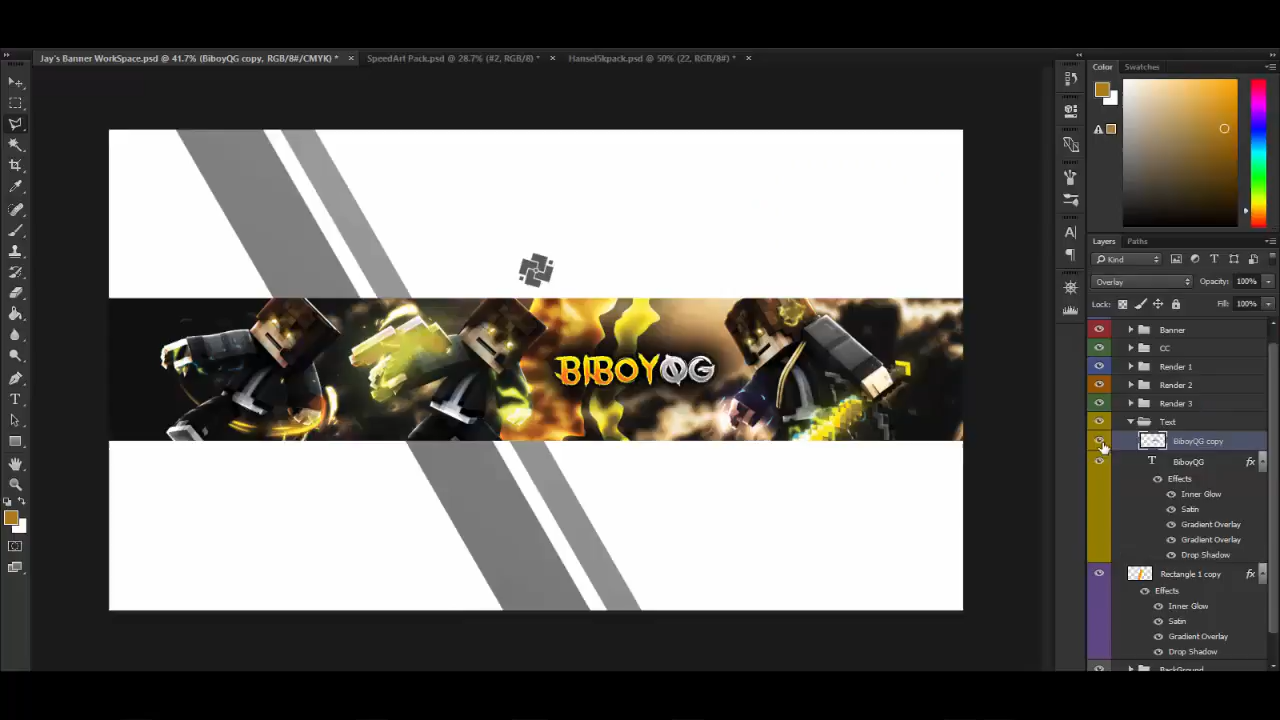 Jay's Banner WorkSpace.psd @ 41.7% (BiboyQG copy, RGB/8#/CMYK) *
SpeedArt Pack.psd @ 28.7% (#2, RGB/8) *
Hansel5kpack.psd @ 50% (22, RGB/8#) *
Color
Swatches
BIBOYQG
Layers
Paths
Kind
Overlay
Opacity:
100%
Lock:
Fill:
100%
Banner
CC
Render 1
Render 2
Render 3
Text
BiboyQG copy
T BiboyQG fx
Effects
Inner Glow
Satin
Gradient Overlay
Gradient Overlay
Drop Shadow
Rectangle 1 copy fx
Effects
Inner Glow
Satin
Gradient Overlay
Drop Shadow
BackGround